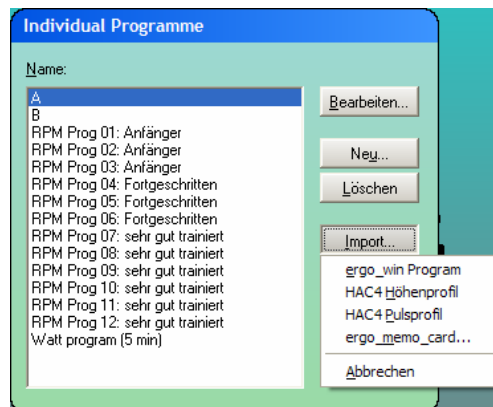 Individual Programme
Name:
A
B
RPM Prog 01: Anfänger
RPM Prog 02: Anfänger
RPM Prog 03: Anfänger
RPM Prog 04: Fortgeschritten
RPM Prog 05: Fortgeschritten
RPM Prog 06: Fortgeschritten
RPM Prog 07: sehr gut trainiert
RPM Prog 08: sehr gut trainiert
RPM Prog 09: sehr gut trainiert
RPM Prog 10: sehr gut trainiert
RPM Prog 11: sehr gut trainiert
RPM Prog 12: sehr gut trainiert
Watt program (5 min)
Bearbeiten...
Neu...
Löschen
Import...
ergo_win Program
HAC4 Höhenprofil
HAC4 Pulsprofil
ergo_memo_card...
Abbrechen